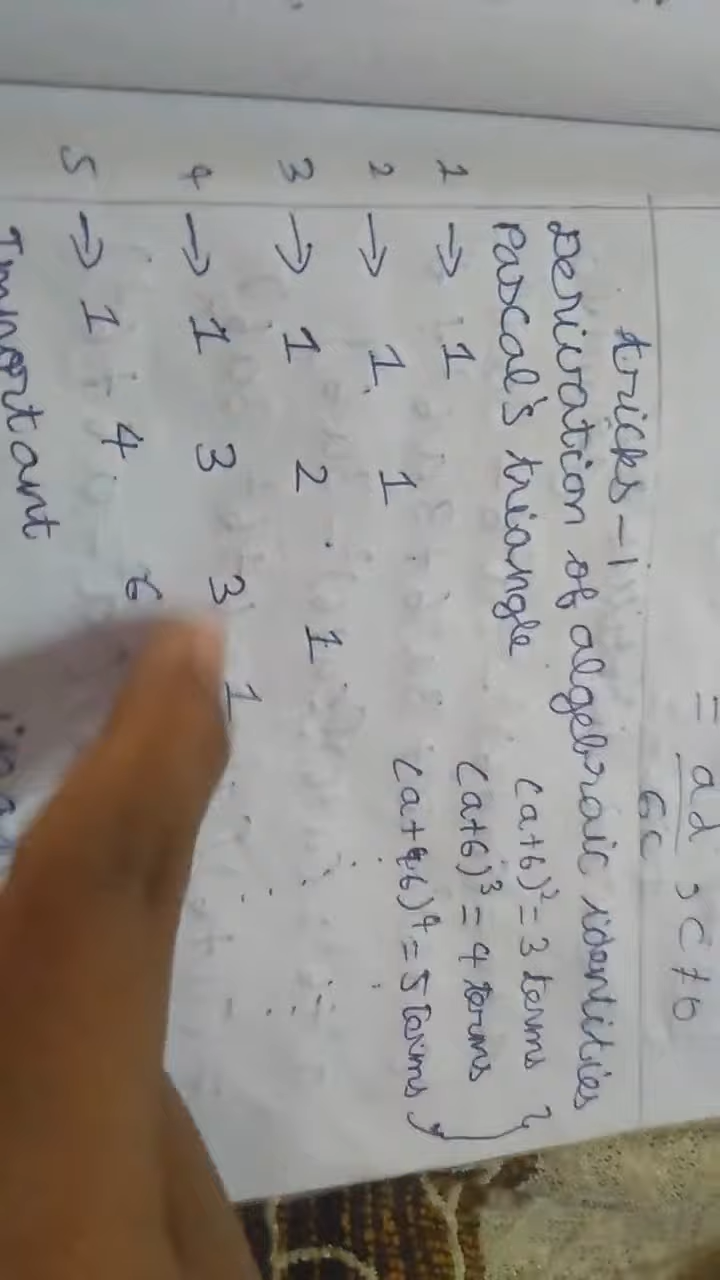 = ad/bc, c≠0
tricks-1
Derivation of algebraic identities
Pascal's triangle
(a+b)² = 3 terms
(a+b)³ = 4 terms
(a+b)⁴ = 5 terms
1 → 1
2 → 1 1
3 → 1 2 1
4 → 1 3 3 1
5 → 1 4 6
Important